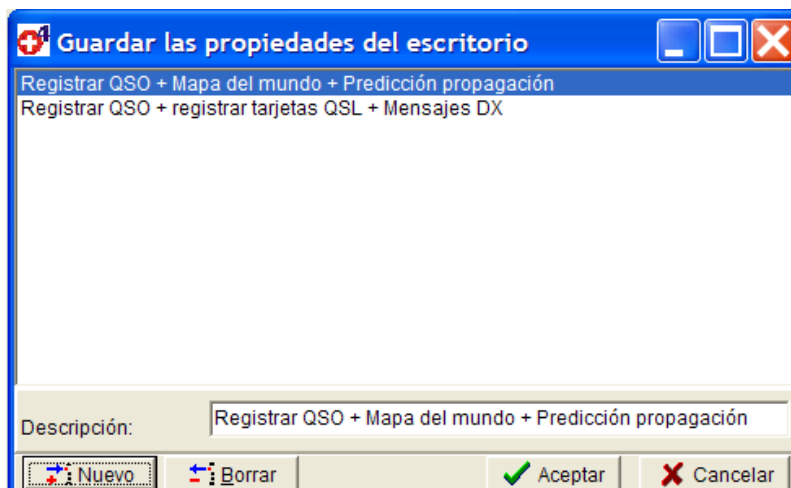 Guardar las propiedades del escritorio
Registrar QSO + Mapa del mundo + Predicción propagación
Registrar QSO + registrar tarjetas QSL + Mensajes DX
Descripción: Registrar QSO + Mapa del mundo + Predicción propagación
Nuevo Borrar Aceptar Cancelar